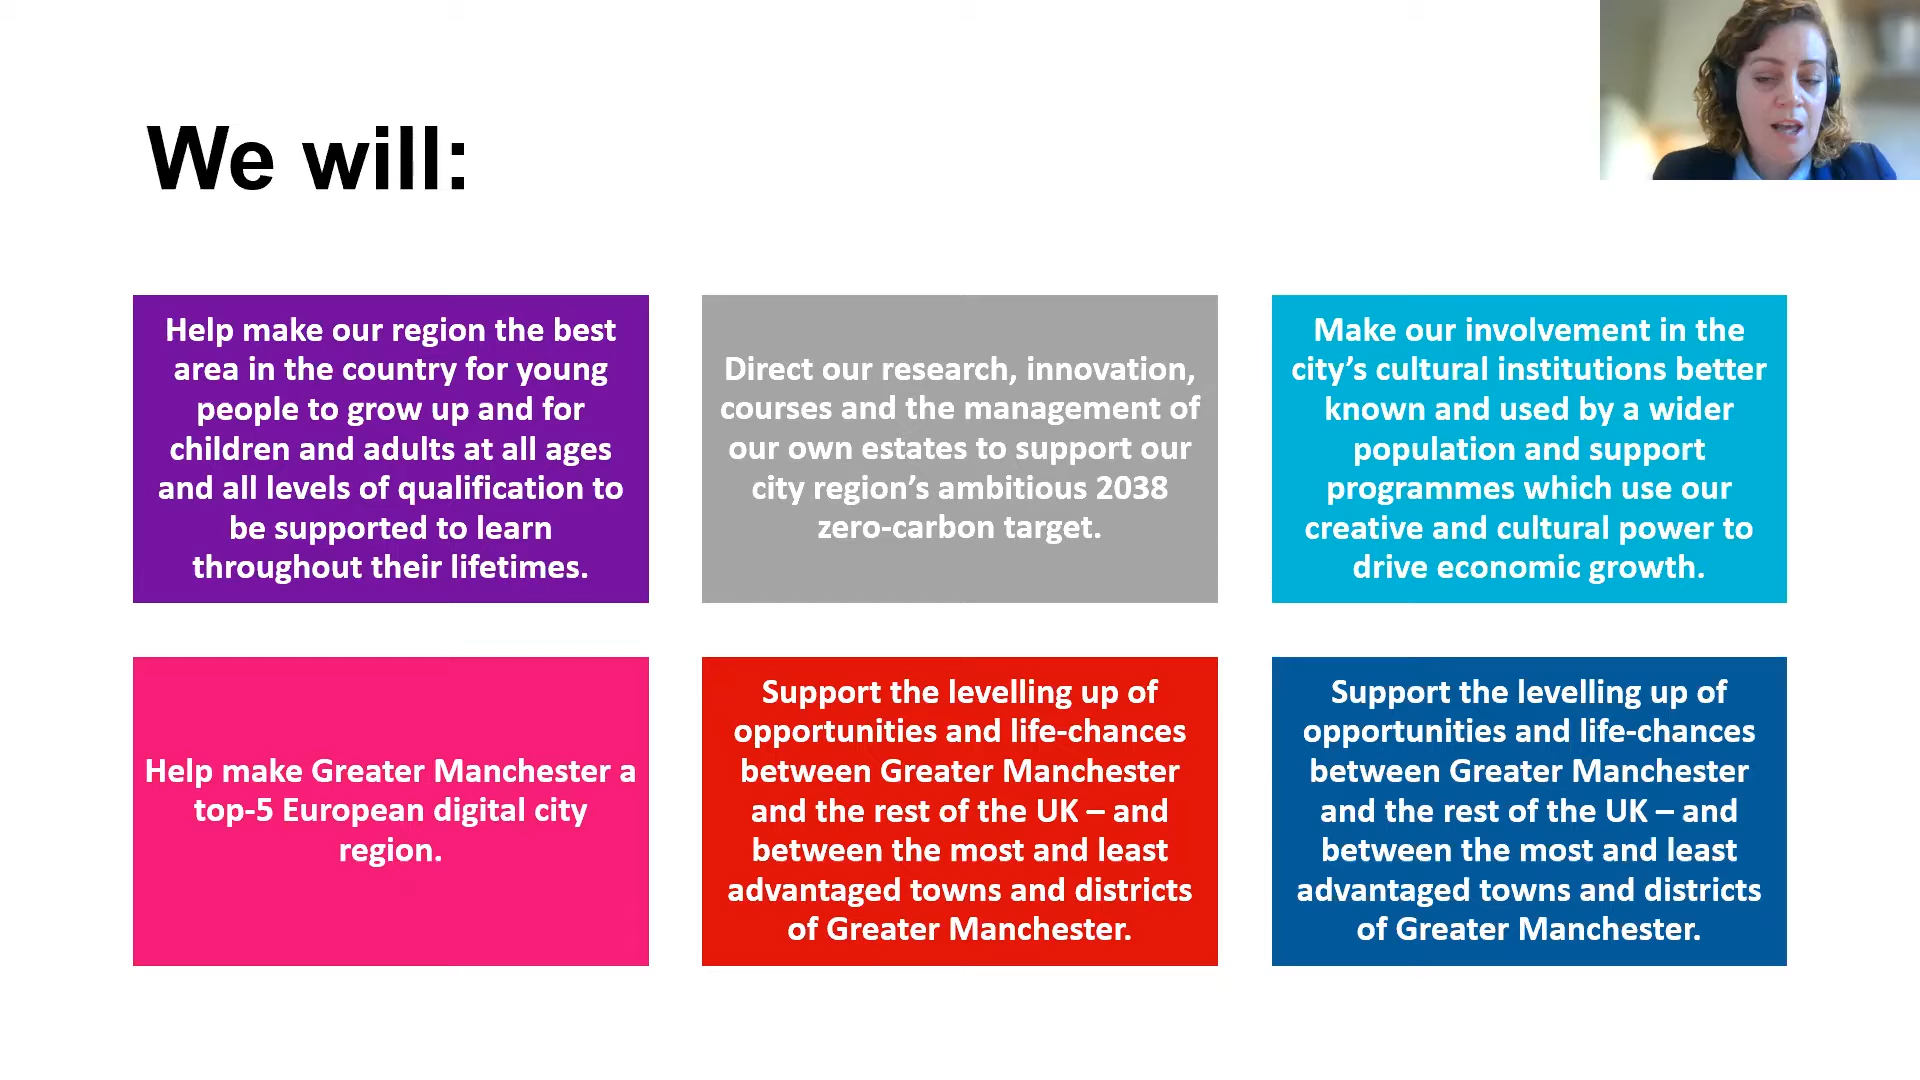 We will:
Help make our region the best
area in the country for young
people to grow up and for
children and adults at all ages
and all levels of qualification to
be supported to learn
throughout their lifetimes.
Direct our research, innovation,
courses and the management of
our own estates to support our
city region’s ambitious 2038
zero-carbon target.
Make our involvement in the
city’s cultural institutions better
known and used by a wider
population and support
programmes which use our
creative and cultural power to
drive economic growth.
Help make Greater Manchester a
top-5 European digital city
region.
Support the levelling up of
opportunities and life-chances
between Greater Manchester
and the rest of the UK – and
between the most and least
advantaged towns and districts
of Greater Manchester.
Support the levelling up of
opportunities and life-chances
between Greater Manchester
and the rest of the UK – and
between the most and least
advantaged towns and districts
of Greater Manchester.